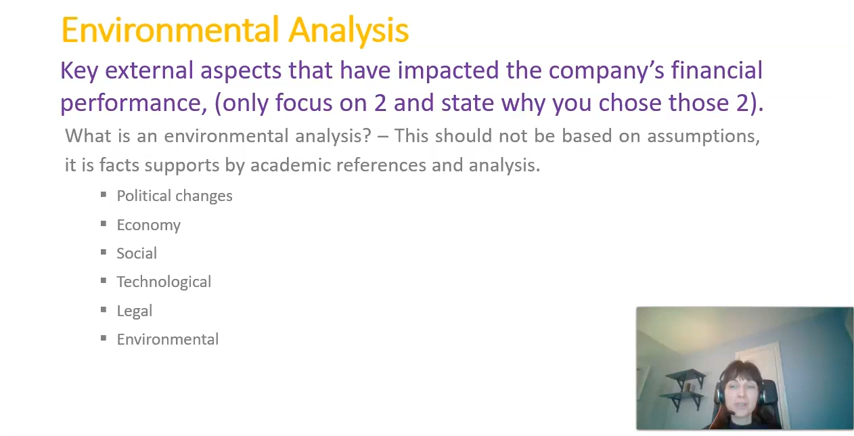 Environmental Analysis
Key external aspects that have impacted the company's financial
performance, (only focus on 2 and state why you chose those 2).
What is an environmental analysis? – This should not be based on assumptions,
it is facts supports by academic references and analysis.
Political changes
Economy
Social
Technological
Legal
Environmental